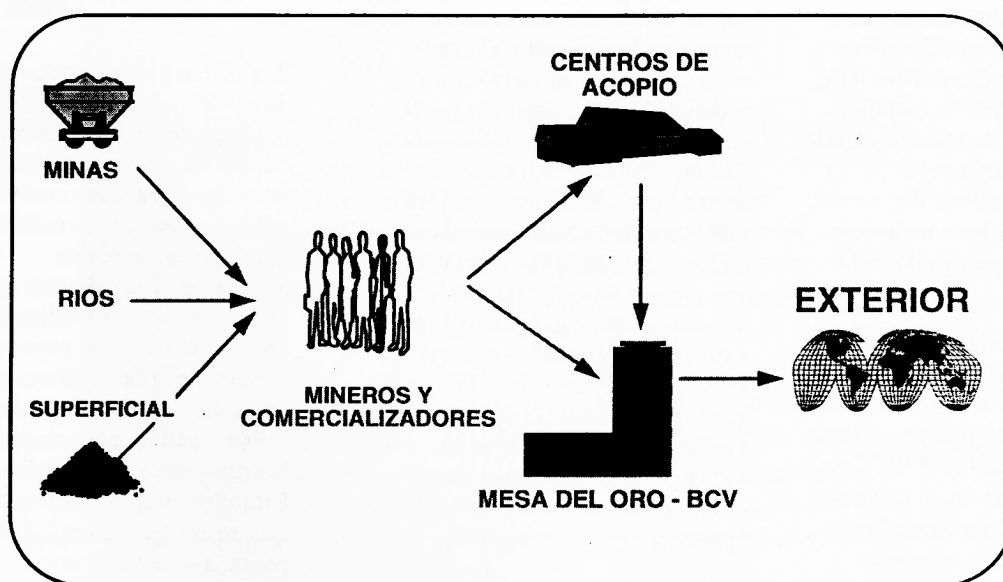 CENTROS DE
ACOPIO
MINAS
RIOS
EXTERIOR
SUPERFICIAL
MINEROS Y
COMERCIALIZADORES
MESA DEL ORO - BCV